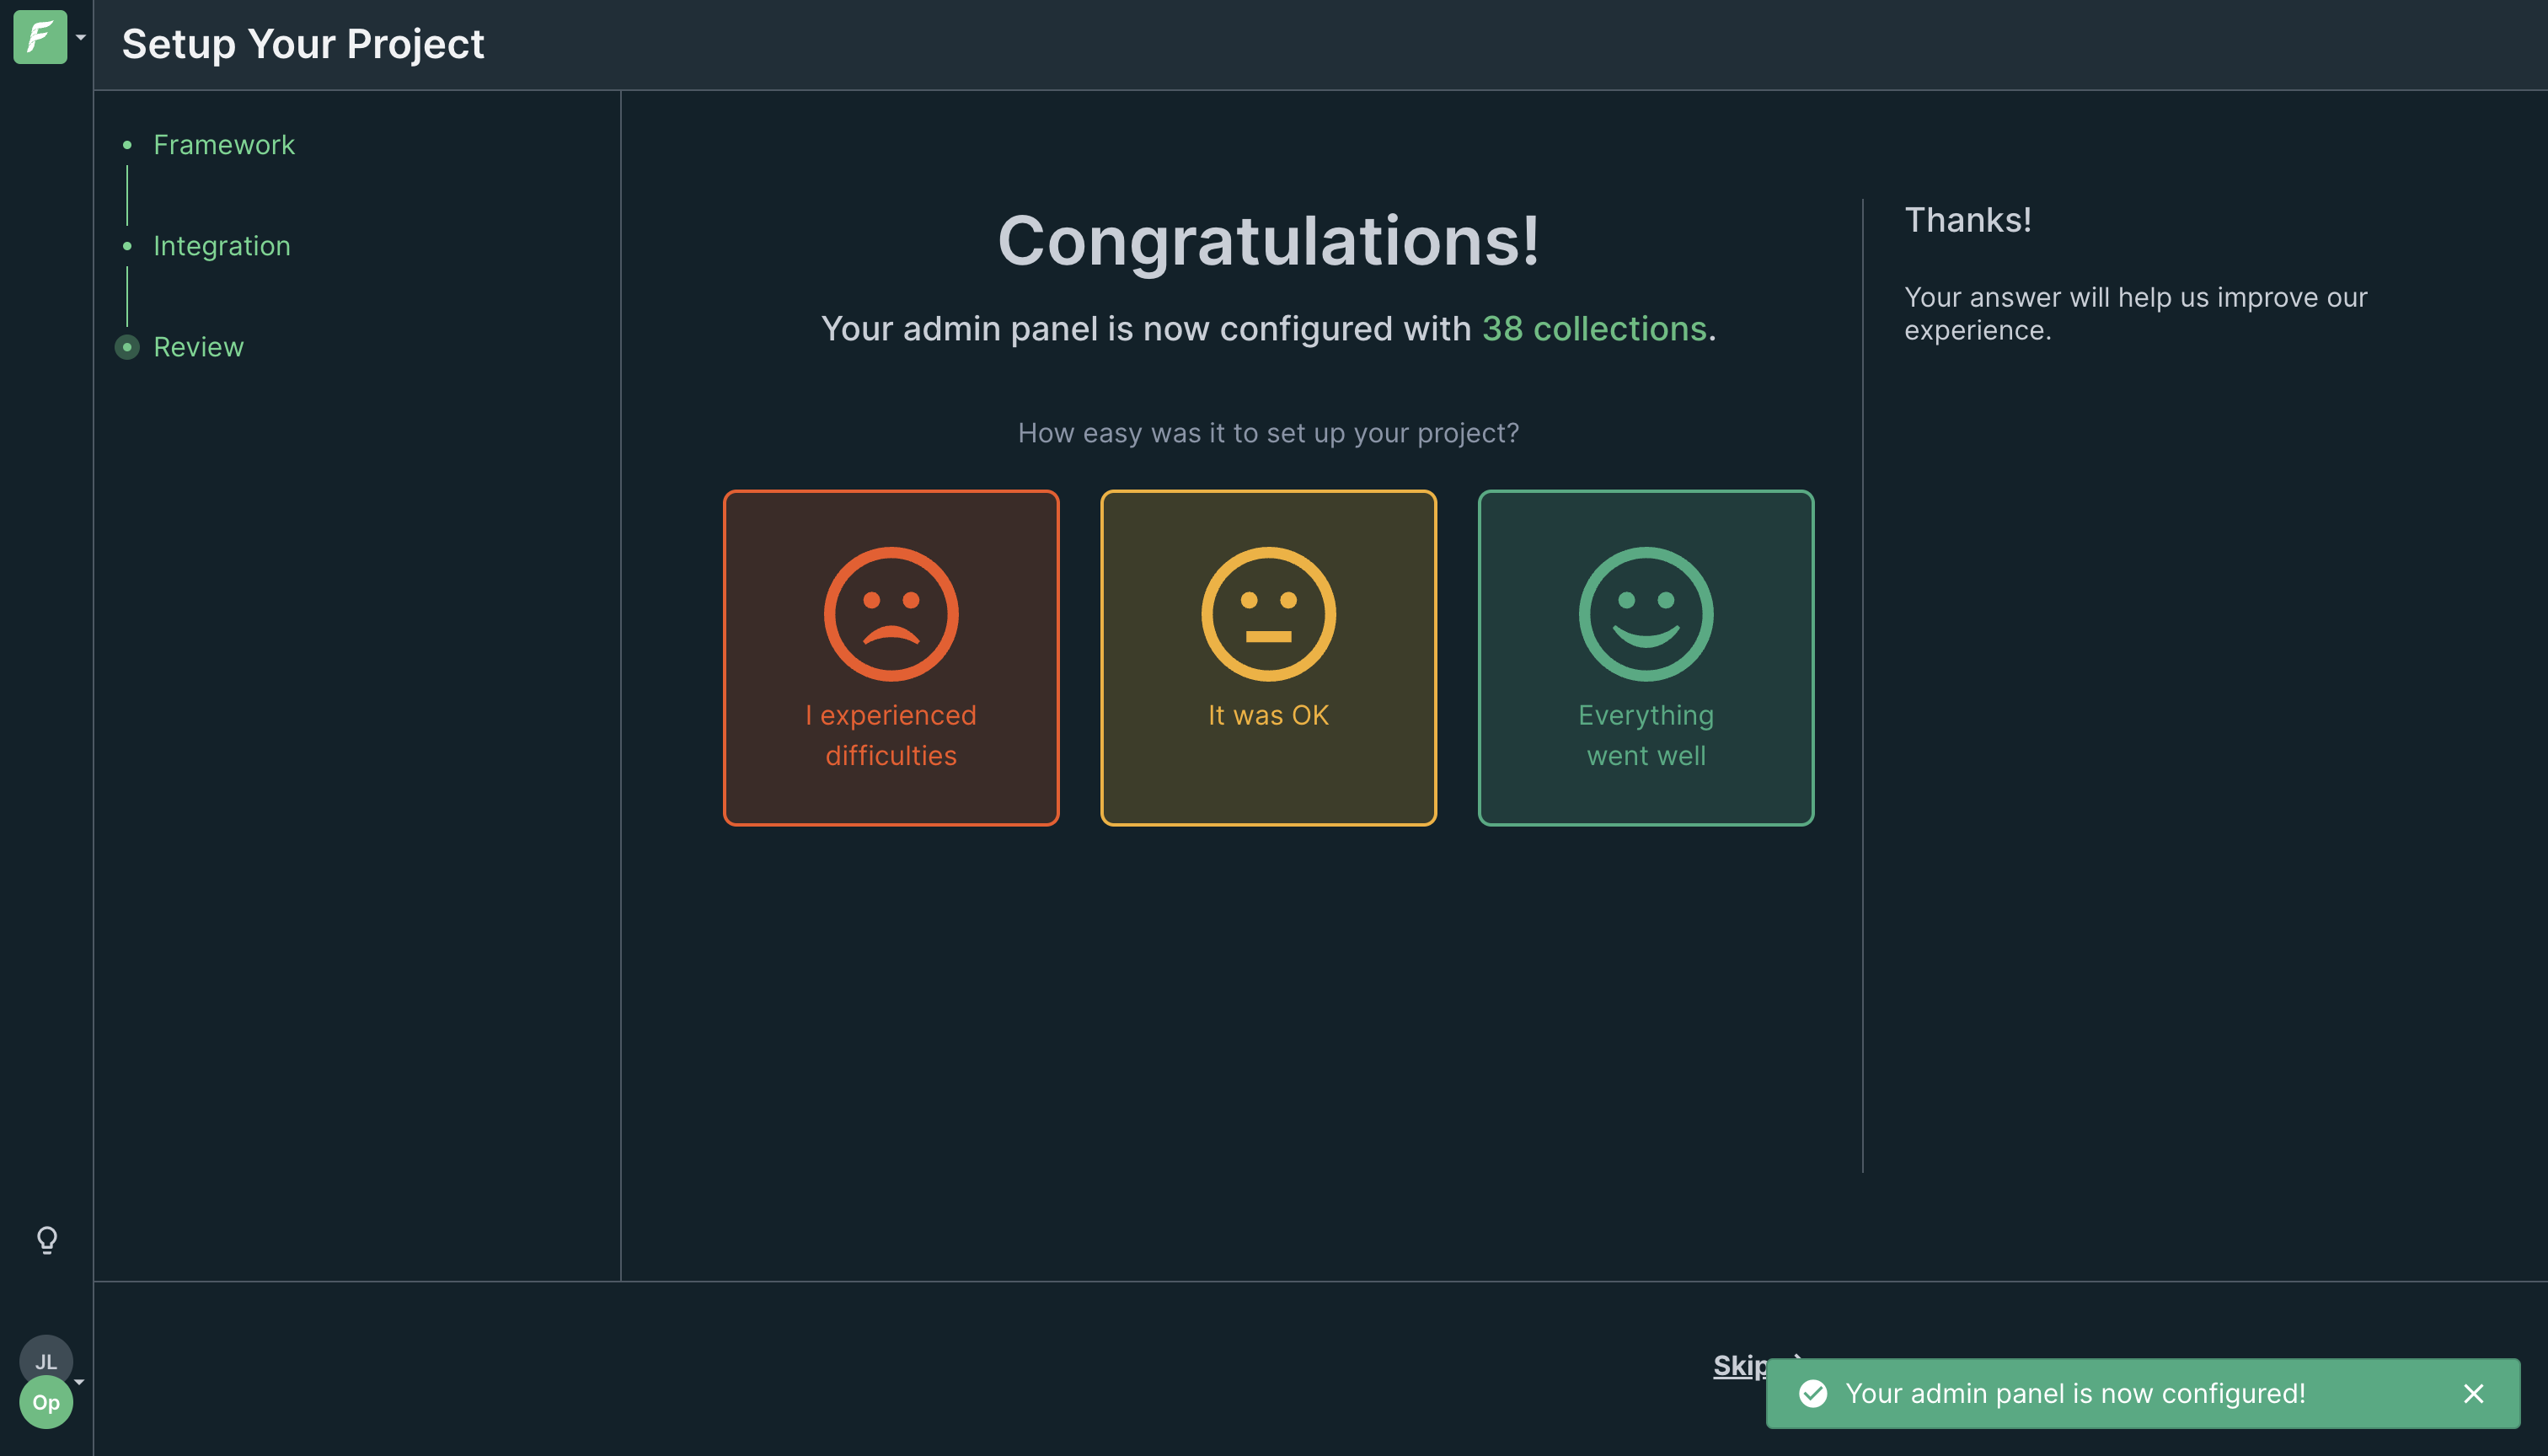 Setup Your Project
Framework
Integration
Review
Congratulations!
Your admin panel is now configured with 38 collections.
How easy was it to set up your project?
I experienced
difficulties
It was OK
Everything
went well
Thanks!
Your answer will help us improve our
experience.
JL
Op
Skip
Your admin panel is now configured!